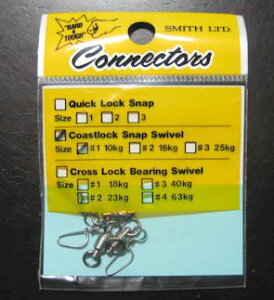 "HARD & TOUGH"
SMITH LTD.
Connectors
Quick Lock Snap
Size 1 2 3
Coastlock Snap Swivel
Size #1 10kg #2 16kg #3 25kg
Cross Lock Bearing Swivel
Size #1 18kg #3 40kg
#2 23kg #4 63kg